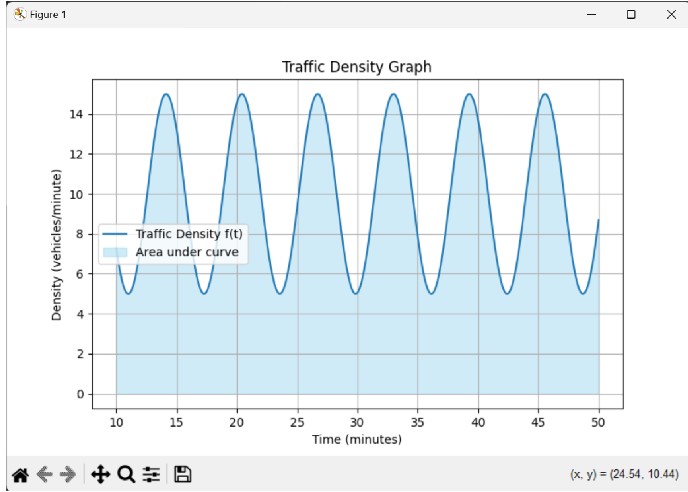 Figure 1
Traffic Density Graph
14
12
10
8
6
4
2
0
Density (vehicles/minute)
Traffic Density f(t)
Area under curve
10 15 20 25 30 35 40 45 50
Time (minutes)
(x, y) = (24.54, 10.44)